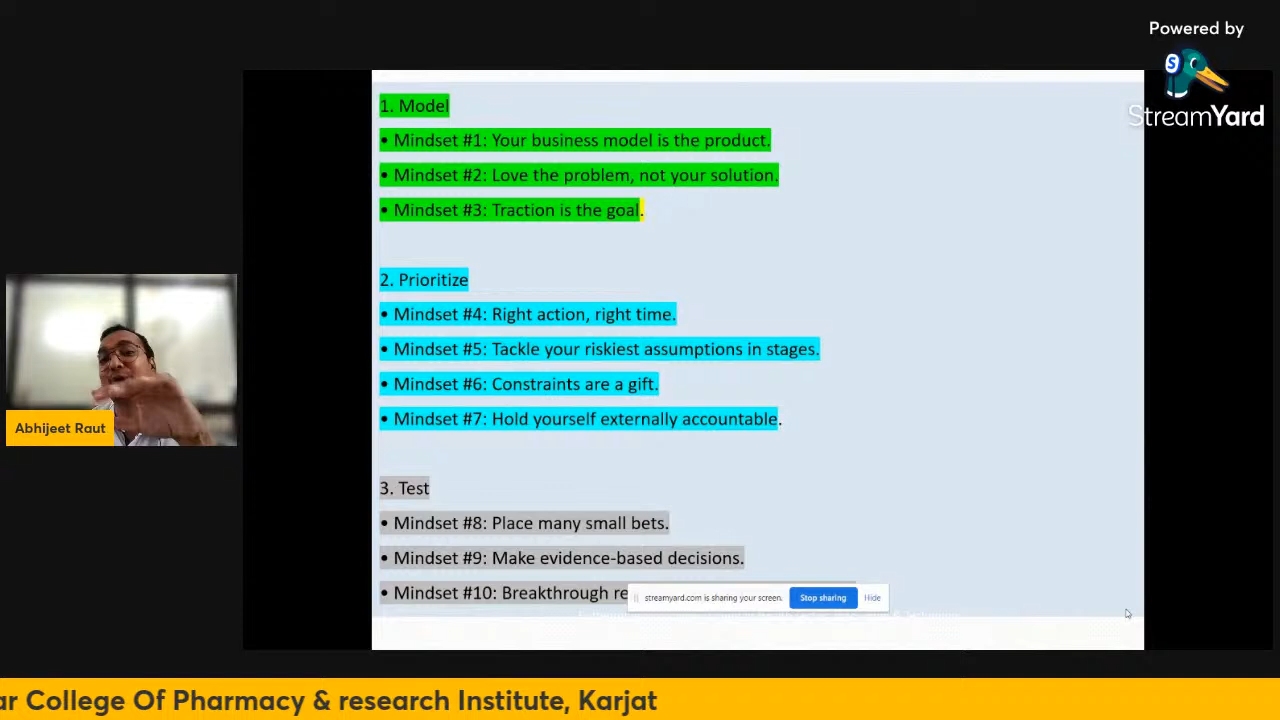 Powered by
StreamYard
1. Model
• Mindset #1: Your business model is the product.
• Mindset #2: Love the problem, not your solution.
• Mindset #3: Traction is the goal.
2. Prioritize
• Mindset #4: Right action, right time.
• Mindset #5: Tackle your riskiest assumptions in stages.
• Mindset #6: Constraints are a gift.
• Mindset #7: Hold yourself externally accountable.
Abhijeet Raut
3. Test
• Mindset #8: Place many small bets.
• Mindset #9: Make evidence-based decisions.
• Mindset #10: Breakthrough re
streamyard.com is sharing your screen. Stop sharing Hide
ar College Of Pharmacy & research Institute, Karjat